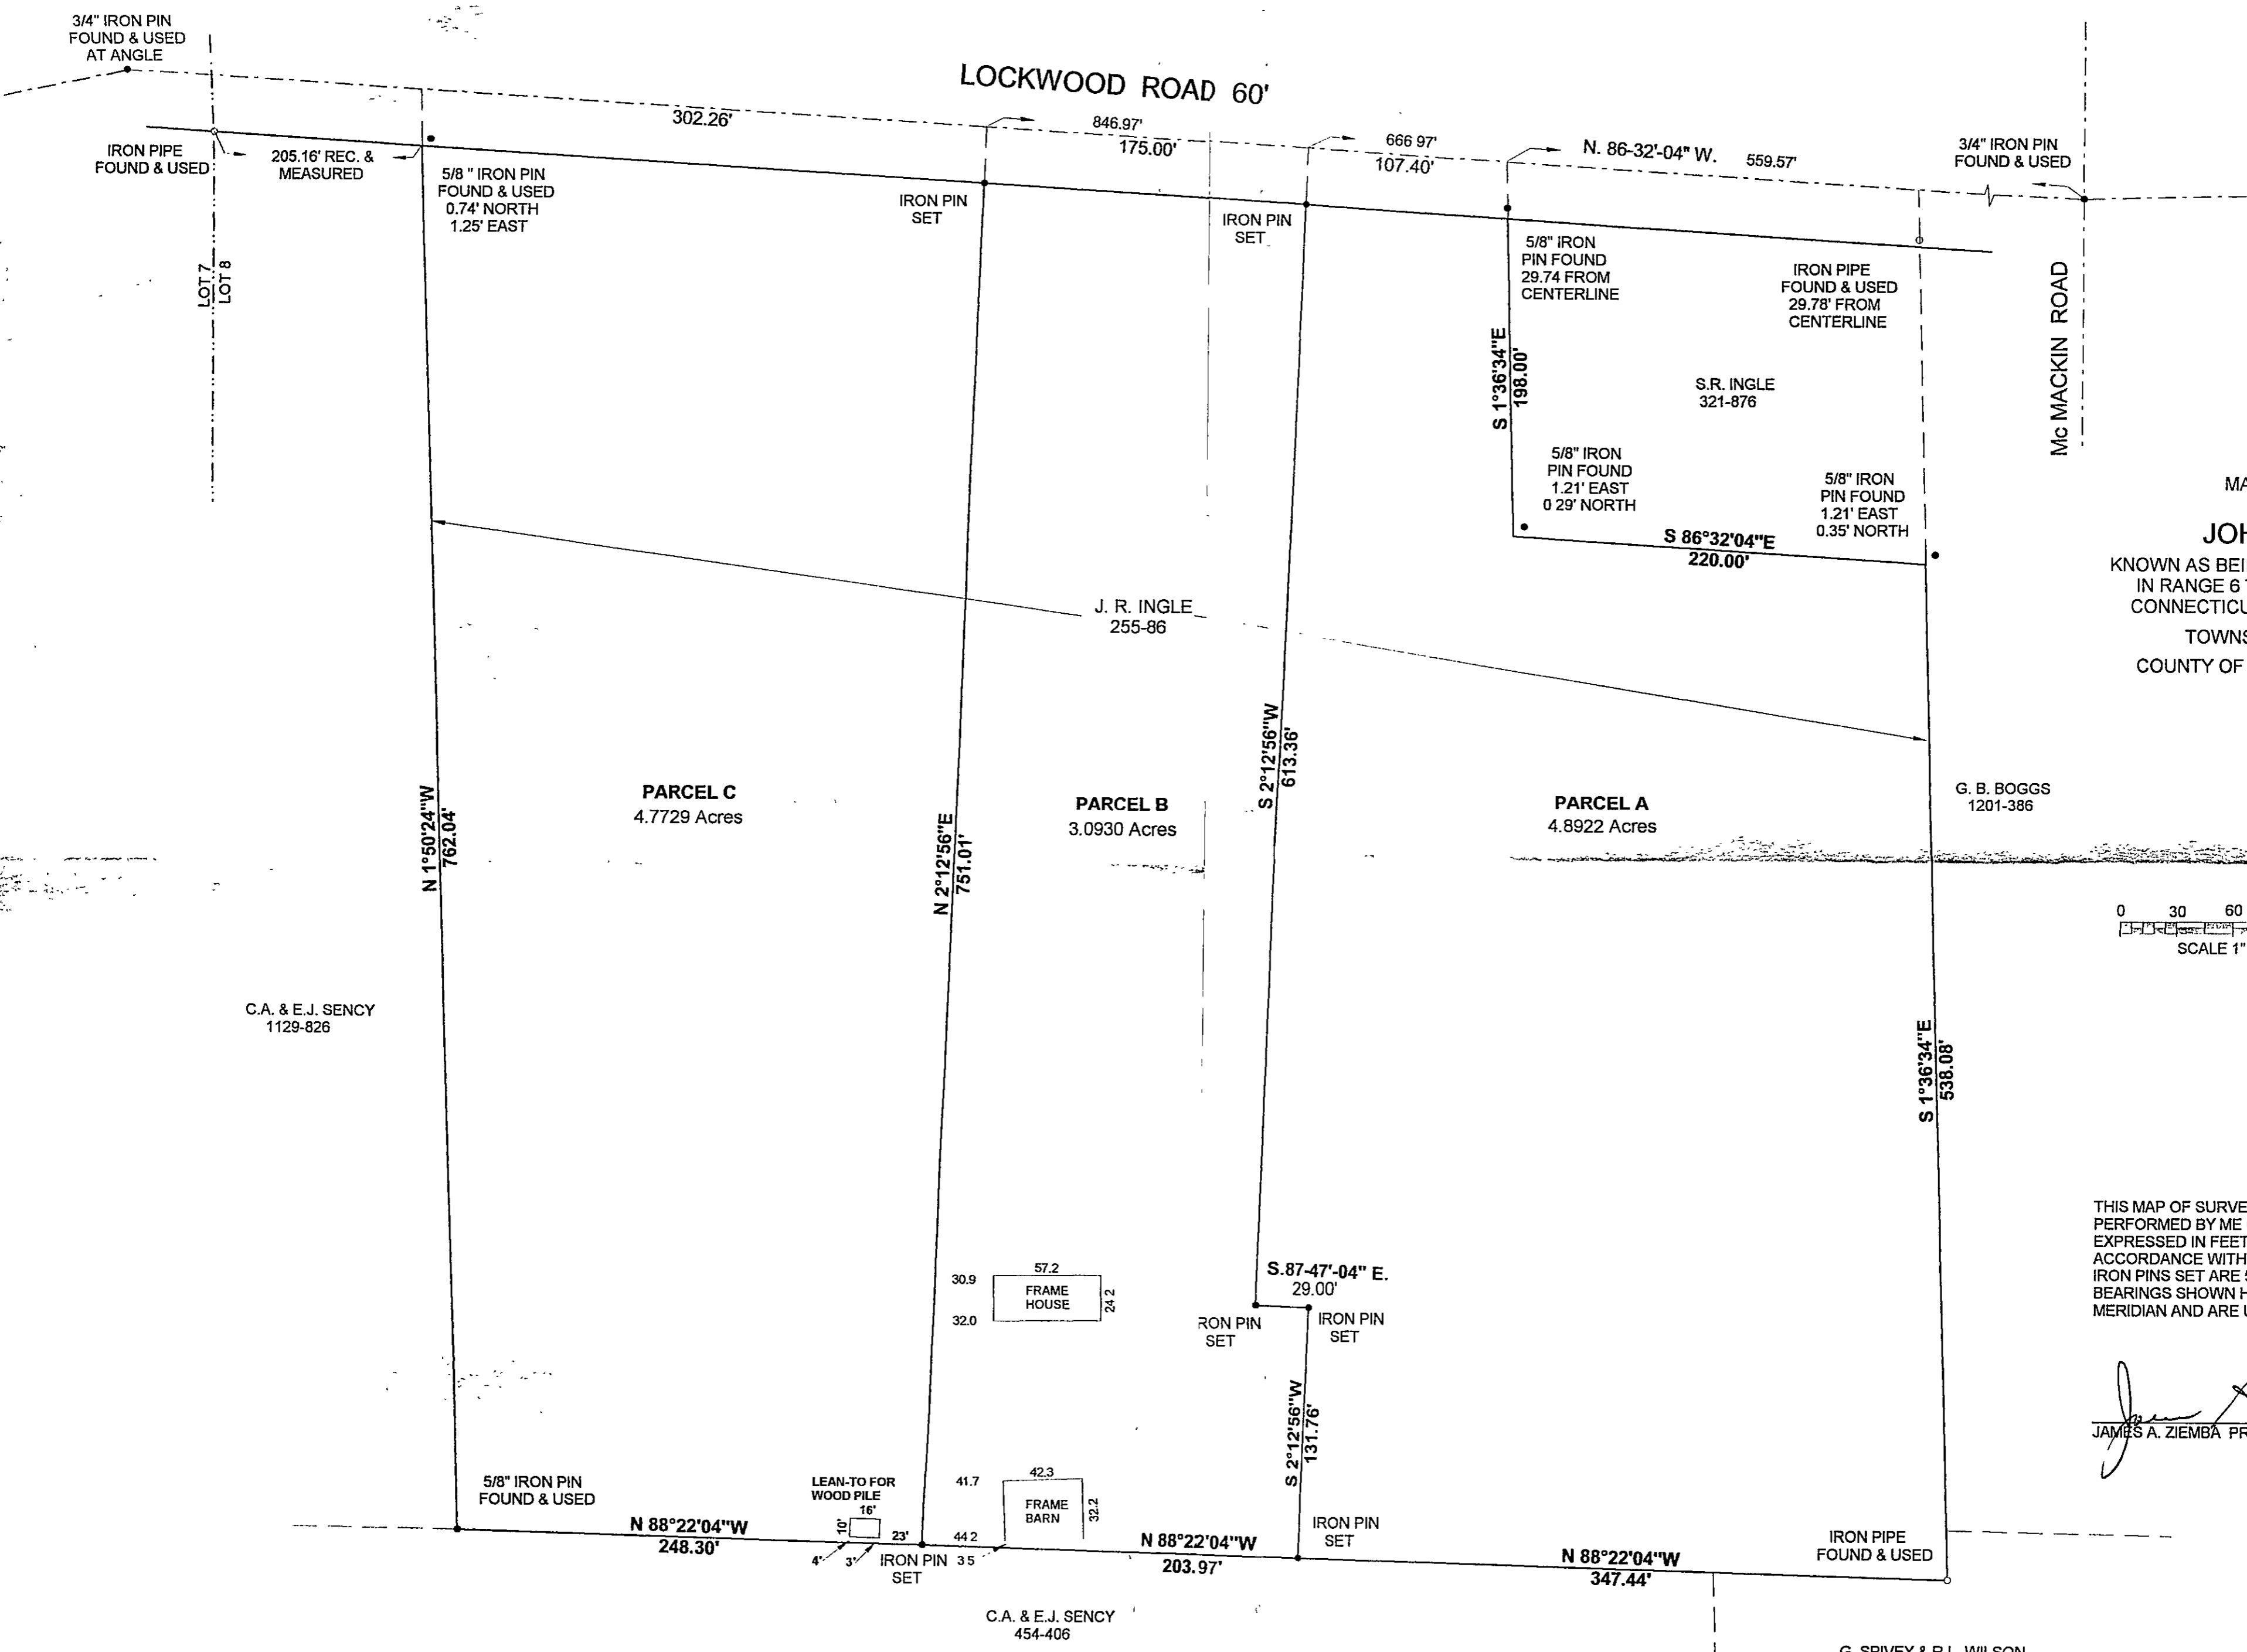 3/4" IRON PIN
FOUND & USED
AT ANGLE
LOCKWOOD ROAD 60'
302.26'
846.97'
175.00'
666 97'
107.40'
N. 86-32'-04" W.
559.57'
3/4" IRON PIN
FOUND & USED
IRON PIPE
FOUND & USED
205.16' REC. &
MEASURED
5/8 " IRON PIN
FOUND & USED
0.74' NORTH
1.25' EAST
IRON PIN
SET
IRON PIN
SET
5/8" IRON
PIN FOUND
29.74 FROM
CENTERLINE
IRON PIPE
FOUND & USED
29.78' FROM
CENTERLINE
LOT 7
LOT 8
Mc MACKIN ROAD
S 1°36'34"E
198.00'
S.R. INGLE
321-876
5/8" IRON
PIN FOUND
1.21' EAST
0 29' NORTH
5/8" IRON
PIN FOUND
1.21' EAST
0.35' NORTH
S 86°32'04"E
220.00'
MA
JOH
KNOWN AS BEI
IN RANGE 6
CONNECTICU
TOWNS
COUNTY OF
J. R. INGLE
255-86
S 2°12'56"W
613.36'
PARCEL C
4.7729 Acres
PARCEL B
3.0930 Acres
PARCEL A
4.8922 Acres
G. B. BOGGS
1201-386
N 1°50'24"W
762.04'
N 2°12'56"E
751.01'
0 30 60
SCALE 1"
C.A. & E.J. SENCY
1129-826
S 1°36'34"E
538.08'
THIS MAP OF SURVE
PERFORMED BY ME
EXPRESSED IN FEET
ACCORDANCE WITH
IRON PINS SET ARE 5
BEARINGS SHOWN H
MERIDIAN AND ARE U
S.87-47'-04" E.
29.00'
57.2
30.9
FRAME
HOUSE
24 2
32.0
RON PIN
SET
IRON PIN
SET
S 2°12'56"W
131.76'
JAMES A. ZIEMBA PR
5/8" IRON PIN
FOUND & USED
LEAN-TO FOR
WOOD PILE
16'
10'
23'
4'
3'
41.7
42.3
FRAME
BARN
32.2
44 2
3 5
IRON PIN
SET
N 88°22'04"W
248.30'
N 88°22'04"W
203.97'
IRON PIN
SET
N 88°22'04"W
347.44'
IRON PIPE
FOUND & USED
C.A. & E.J. SENCY
454-406
G. SPIVEY & R.L. WILSON